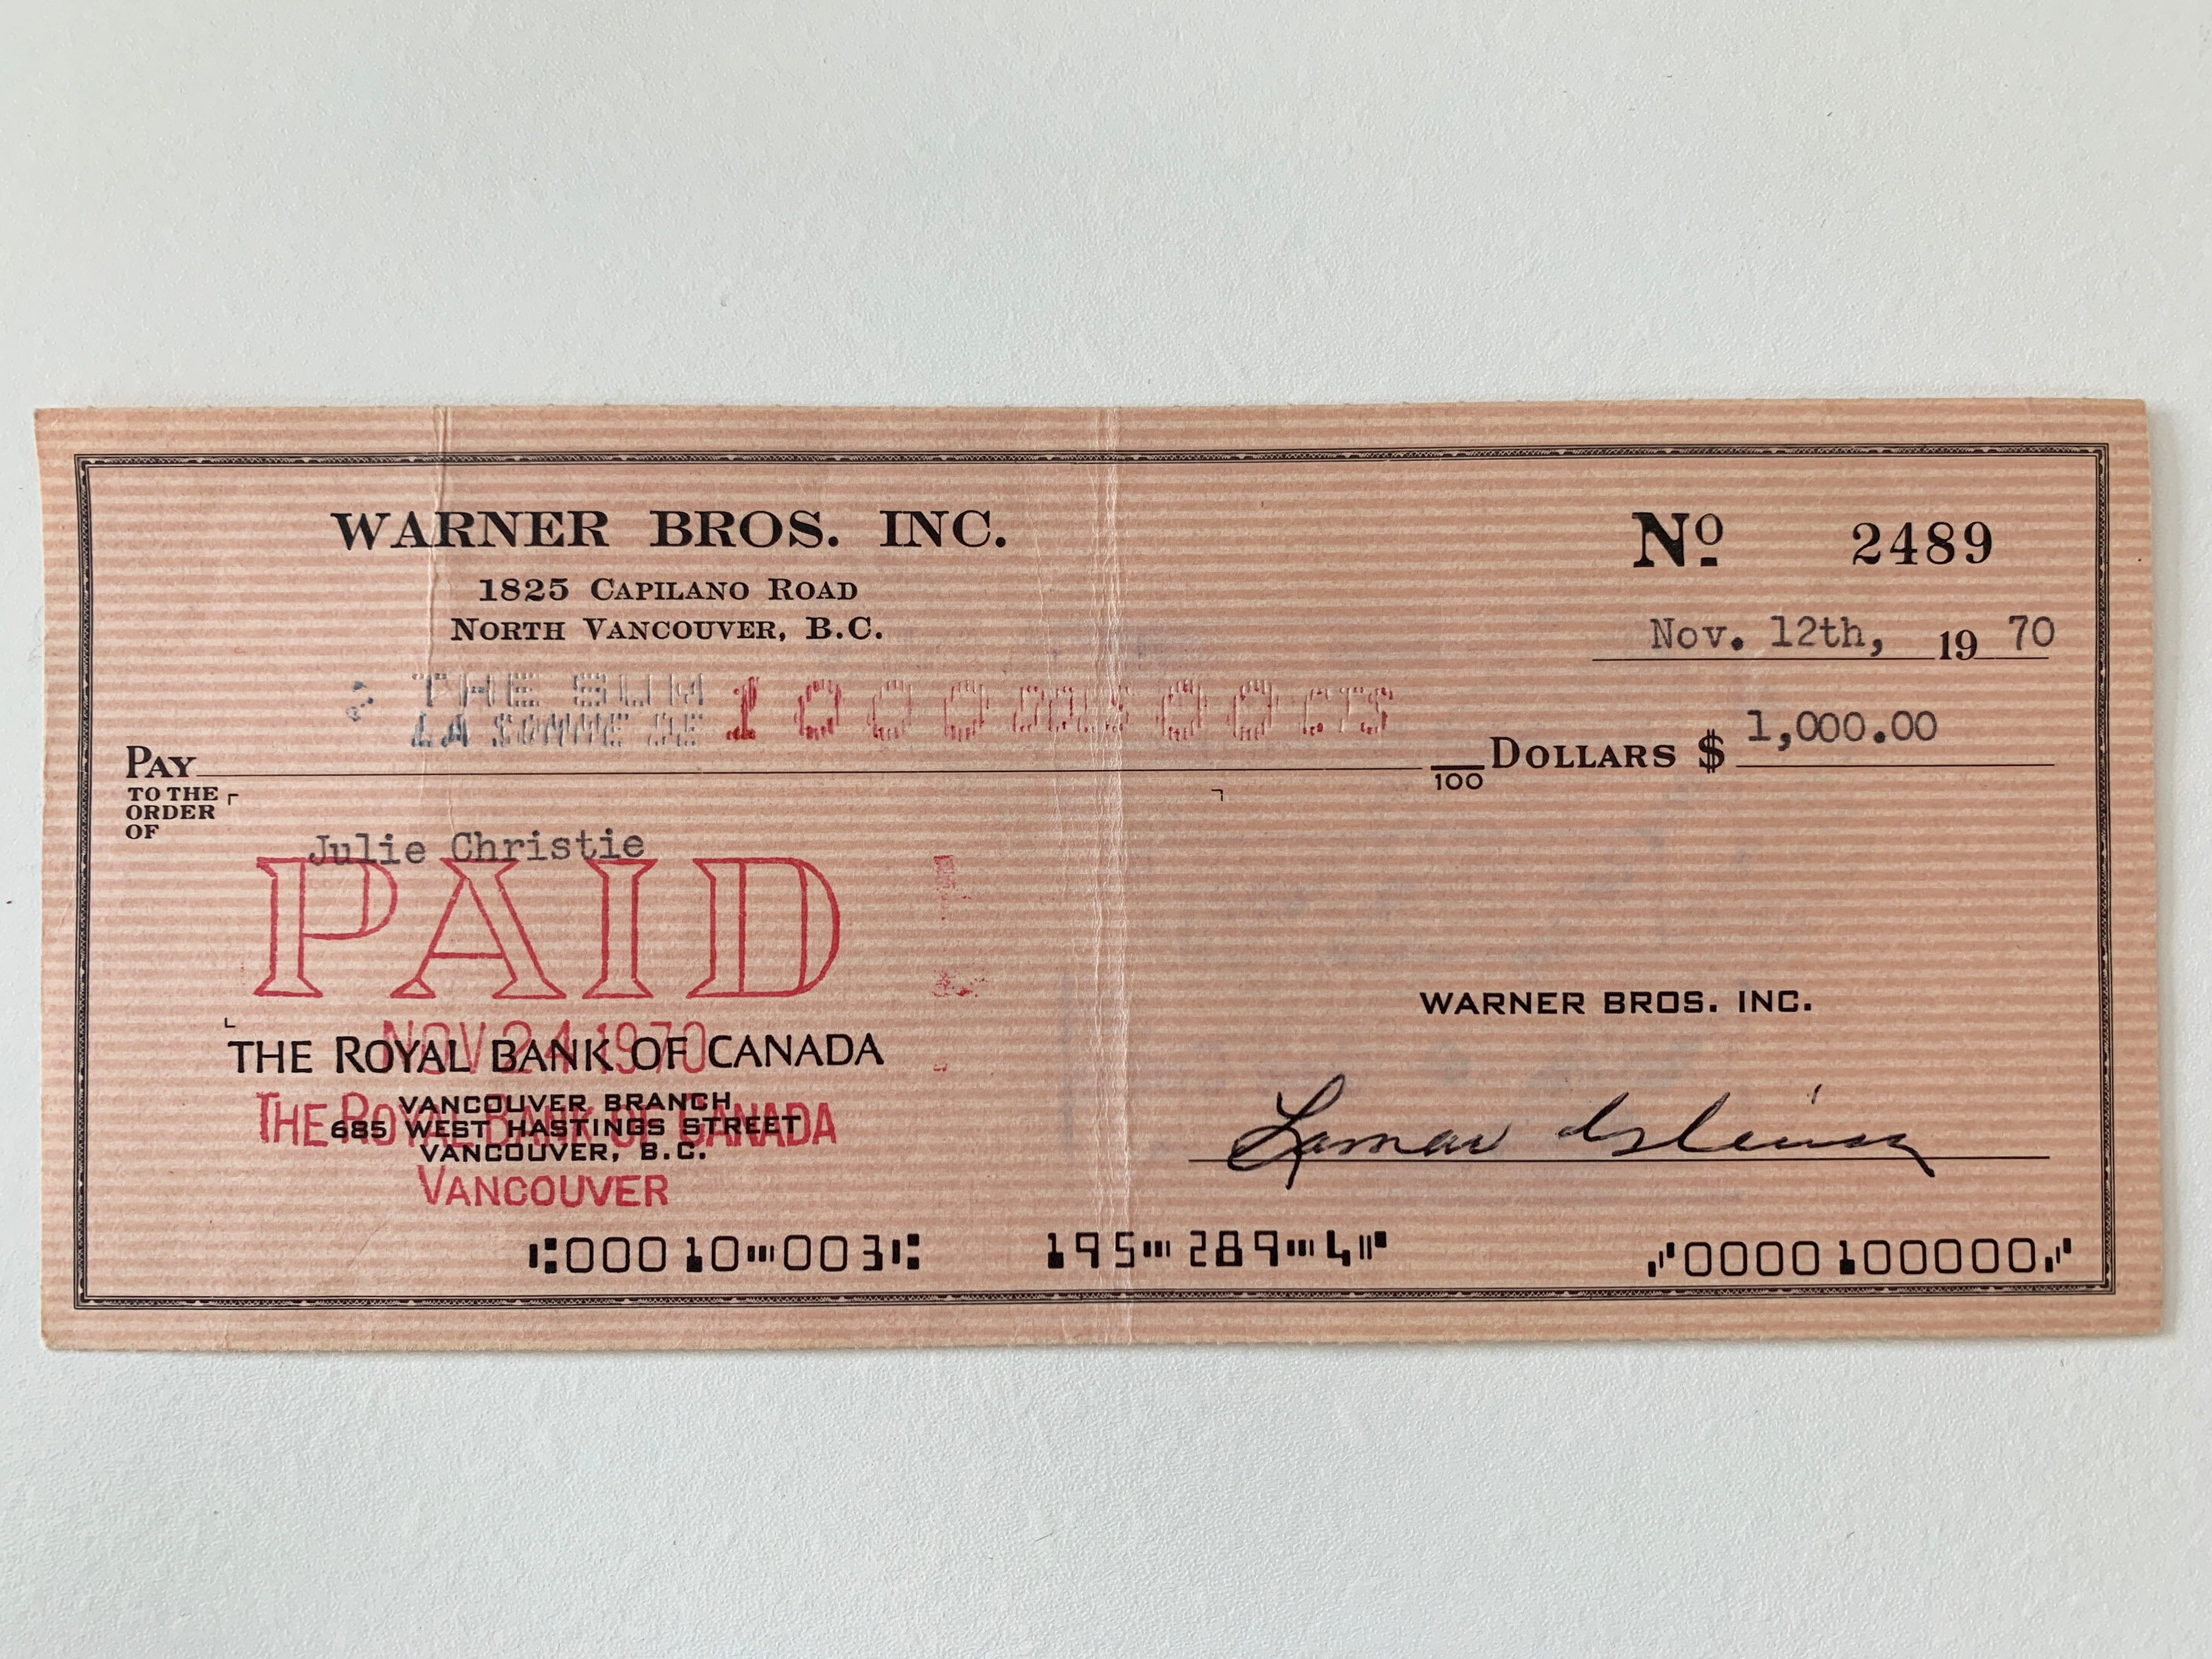 WARNER BROS. INC.
1825 CAPILANO ROAD
NORTH VANCOUVER, B.C.
Nº 2489
Nov. 12th, 19 70
THE SUM
LA SOMME DE
1000 DOLS 00 CTS
PAY
100
DOLLARS $ 1,000.00
TO THE
ORDER
OF
Julie Christie
PAID
NOV 24 1970
THE ROYAL BANK OF CANADA
VANCOUVER
THE ROYAL BANK OF CANADA
VANCOUVER BRANCH
685 WEST HASTINGS STREET
VANCOUVER, B.C.
WARNER BROS. INC.
Lamar
⑆00010⑉003⑆ 195⑉289⑉4⑈ ⑇0000100000⑇